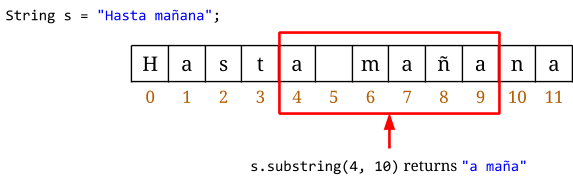 String s = "Hasta mañana";
H a s t a m a ñ a n a
0 1 2 3 4 5 6 7 8 9 10 11
s.substring(4, 10) returns "a maña"